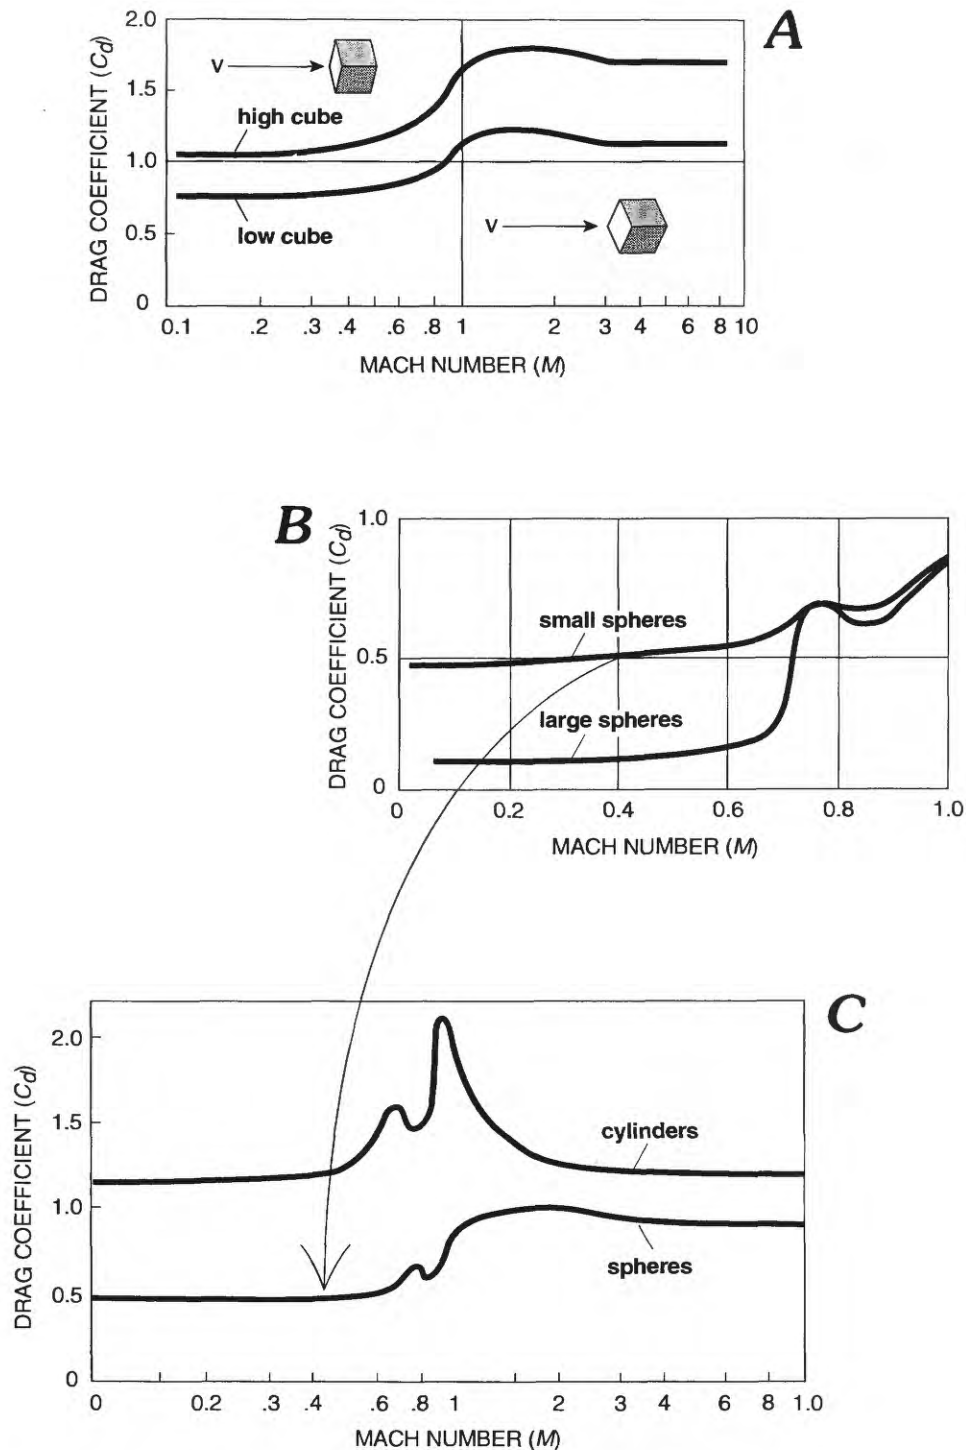 A
DRAG COEFFICIENT (Cd)
2.0
1.5
1.0
0.5
0
V
high cube
low cube
V
0.1 .2 .3 .4 .6 .8 1 2 3 4 6 8 10
MACH NUMBER (M)
B
DRAG COEFFICIENT (Cd)
1.0
0.5
0
small spheres
large spheres
0 0.2 0.4 0.6 0.8 1.0
MACH NUMBER (M)
C
DRAG COEFFICIENT (Cd)
2.0
1.5
1.0
0.5
0
cylinders
spheres
0 0.2 .3 0.4 0.6 0.8 1 2 3 4 6 8 1.0
MACH NUMBER (M)